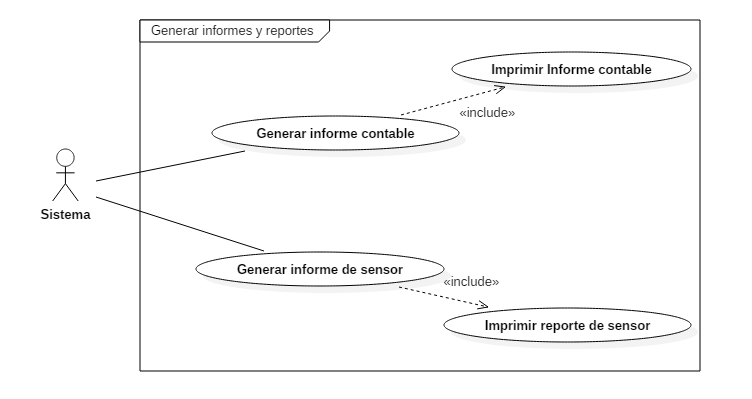 Generar informes y reportes
Imprimir Informe contable
«include»
Generar informe contable
Sistema
Generar informe de sensor
«include»
Imprimir reporte de sensor